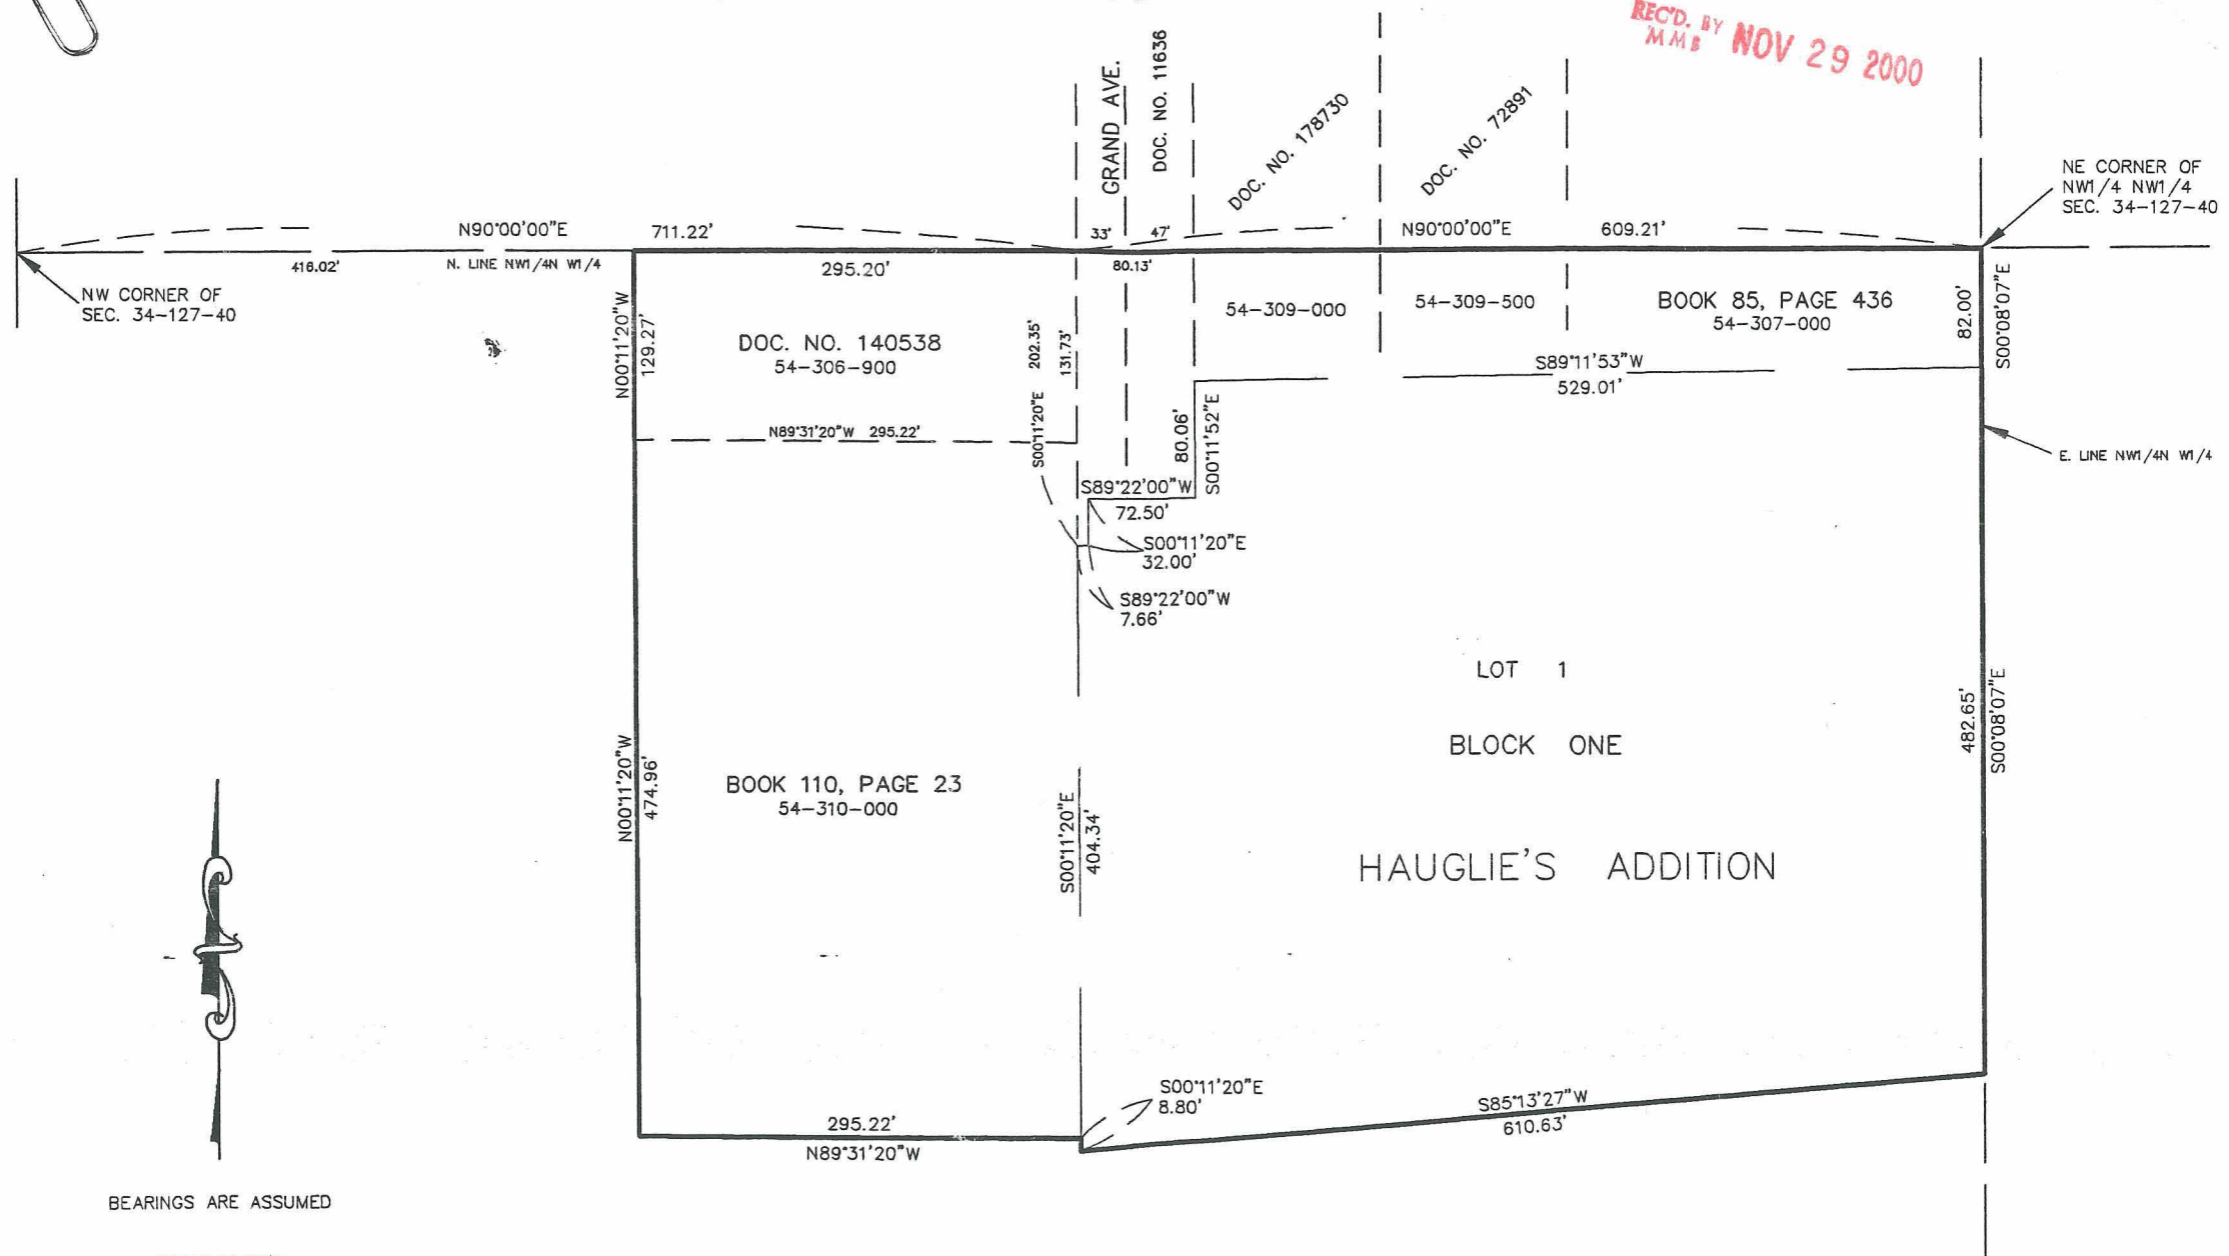 REC'D. BY
MMB
NOV 29 2000
GRAND AVE.
DOC. NO. 11636
DOC. NO. 178730
DOC. NO. 72891
NE CORNER OF
NW1/4 NW1/4
SEC. 34-127-40
N90°00'00"E
711.22'
33'
47'
N90°00'00"E
609.21'
416.02'
N. LINE NW1/4N W1/4
295.20'
80.13'
NW CORNER OF
SEC. 34-127-40
N00°11'20"W
129.27'
DOC. NO. 140538
54-306-900
202.35'
131.73'
54-309-000
54-309-500
BOOK 85, PAGE 436
54-307-000
82.00'
S00°08'07"E
S89°11'53"W
529.01'
S00°11'20"E
N89°31'20"W 295.22'
80.06'
S00°11'52"E
E. LINE NW1/4N W1/4
S89°22'00"W
72.50'
S00°11'20"E
32.00'
S89°22'00"W
7.66'
LOT 1
BLOCK ONE
482.65'
S00°08'07"E
N00°11'20"W
474.96'
BOOK 110, PAGE 23
54-310-000
S00°11'20"E
404.34'
HAUGLIE'S ADDITION
S00°11'20"E
8.80'
S85°13'27"W
610.63'
295.22'
N89°31'20"W
BEARINGS ARE ASSUMED